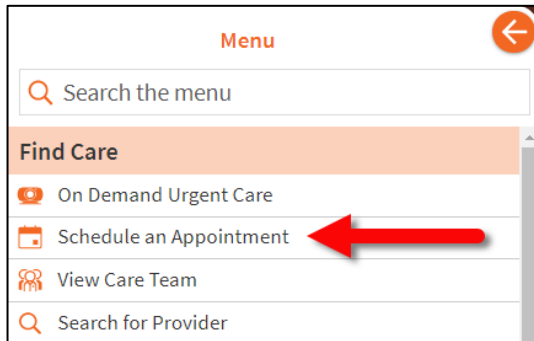 Menu
Search the menu
Find Care
On Demand Urgent Care
Schedule an Appointment
View Care Team
Search for Provider